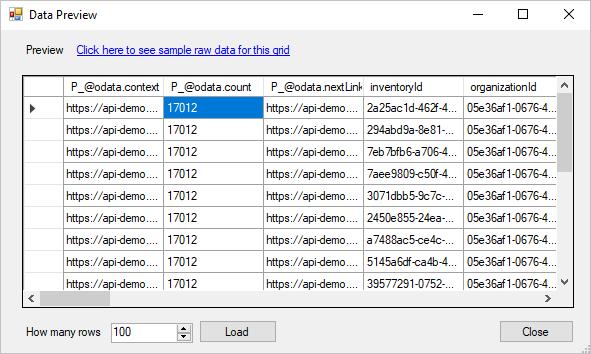 Data Preview
Preview Click here to see sample raw data for this grid
P_@odata.context P_@odata.count P_@odata.nextLink inventoryId organizationId
https://api-demo.... 17012 https://api-demo.... 2a25ac1d-462f-4... 05e36af1-0676-4...
https://api-demo.... 17012 https://api-demo.... 294abd9a-8e81-... 05e36af1-0676-4...
https://api-demo.... 17012 https://api-demo.... 7eb7bfb6-a706-4... 05e36af1-0676-4...
https://api-demo.... 17012 https://api-demo.... 7aee9809-c50f-4... 05e36af1-0676-4...
https://api-demo.... 17012 https://api-demo.... 3071dbb5-9c7c-... 05e36af1-0676-4...
https://api-demo.... 17012 https://api-demo.... 2450e855-24ea-... 05e36af1-0676-4...
https://api-demo.... 17012 https://api-demo.... a7488ac5-ce4c-... 05e36af1-0676-4...
https://api-demo.... 17012 https://api-demo.... 5145a6df-ca4b-4... 05e36af1-0676-4...
https://api-demo.... 17012 https://api-demo.... 39577291-0752-... 05e36af1-0676-4...
How many rows 100 Load Close